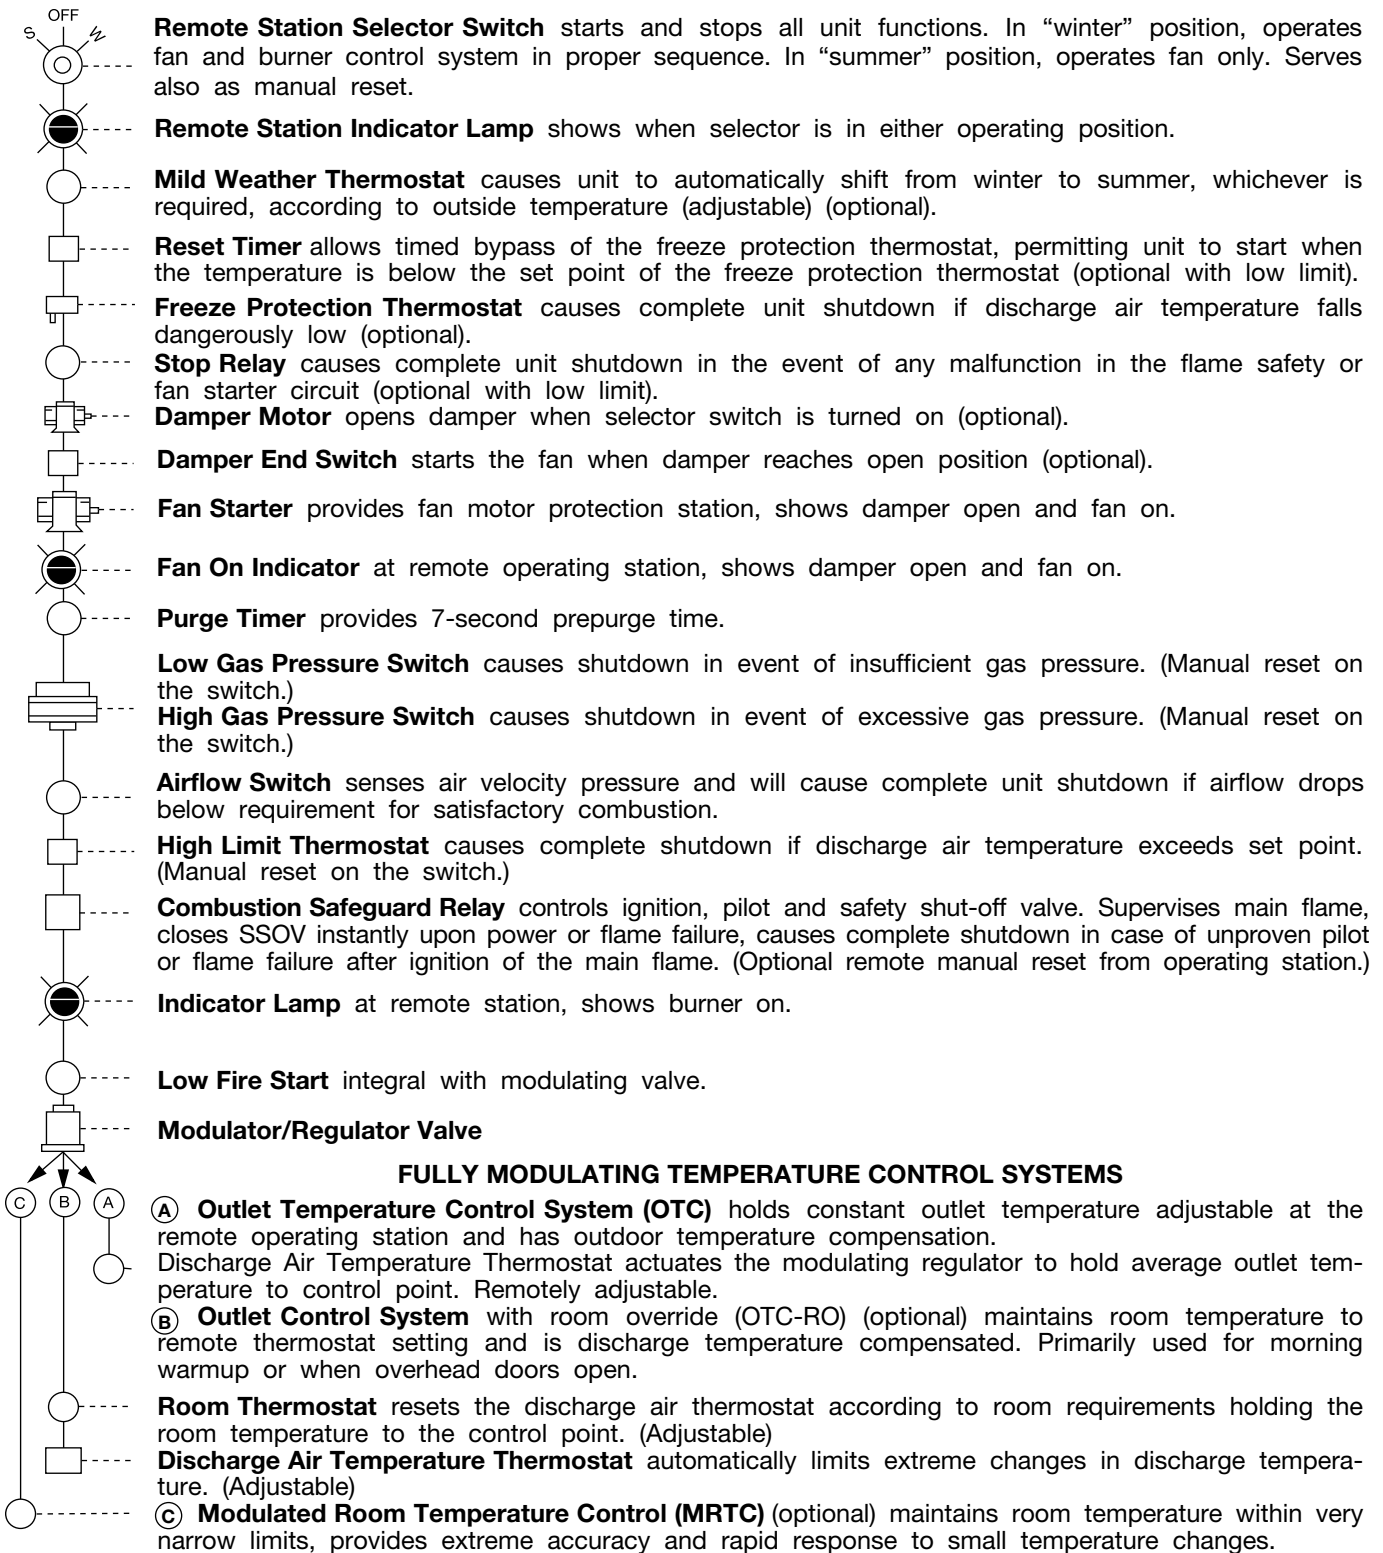 OFF
S
W
Remote Station Selector Switch starts and stops all unit functions. In “winter” position, operates
fan and burner control system in proper sequence. In “summer” position, operates fan only. Serves
also as manual reset.
Remote Station Indicator Lamp shows when selector is in either operating position.
Mild Weather Thermostat causes unit to automatically shift from winter to summer, whichever is
required, according to outside temperature (adjustable) (optional).
Reset Timer allows timed bypass of the freeze protection thermostat, permitting unit to start when
the temperature is below the set point of the freeze protection thermostat (optional with low limit).
Freeze Protection Thermostat causes complete unit shutdown if discharge air temperature falls
dangerously low (optional).
Stop Relay causes complete unit shutdown in the event of any malfunction in the flame safety or
fan starter circuit (optional with low limit).
Damper Motor opens damper when selector switch is turned on (optional).
Damper End Switch starts the fan when damper reaches open position (optional).
Fan Starter provides fan motor protection station, shows damper open and fan on.
Fan On Indicator at remote operating station, shows damper open and fan on.
Purge Timer provides 7-second prepurge time.
Low Gas Pressure Switch causes shutdown in event of insufficient gas pressure. (Manual reset on
the switch.)
High Gas Pressure Switch causes shutdown in event of excessive gas pressure. (Manual reset on
the switch.)
Airflow Switch senses air velocity pressure and will cause complete unit shutdown if airflow drops
below requirement for satisfactory combustion.
High Limit Thermostat causes complete shutdown if discharge air temperature exceeds set point.
(Manual reset on the switch.)
Combustion Safeguard Relay controls ignition, pilot and safety shut-off valve. Supervises main flame,
closes SSOV instantly upon power or flame failure, causes complete shutdown in case of unproven pilot
or flame failure after ignition of the main flame. (Optional remote manual reset from operating station.)
Indicator Lamp at remote station, shows burner on.
Low Fire Start integral with modulating valve.
Modulator/Regulator Valve
FULLY MODULATING TEMPERATURE CONTROL SYSTEMS
C B A
A Outlet Temperature Control System (OTC) holds constant outlet temperature adjustable at the
remote operating station and has outdoor temperature compensation.
Discharge Air Temperature Thermostat actuates the modulating regulator to hold average outlet tem-
perature to control point. Remotely adjustable.
B Outlet Control System with room override (OTC-RO) (optional) maintains room temperature to
remote thermostat setting and is discharge temperature compensated. Primarily used for morning
warmup or when overhead doors open.
Room Thermostat resets the discharge air thermostat according to room requirements holding the
room temperature to the control point. (Adjustable)
Discharge Air Temperature Thermostat automatically limits extreme changes in discharge tempera-
ture. (Adjustable)
C Modulated Room Temperature Control (MRTC) (optional) maintains room temperature within very
narrow limits, provides extreme accuracy and rapid response to small temperature changes.